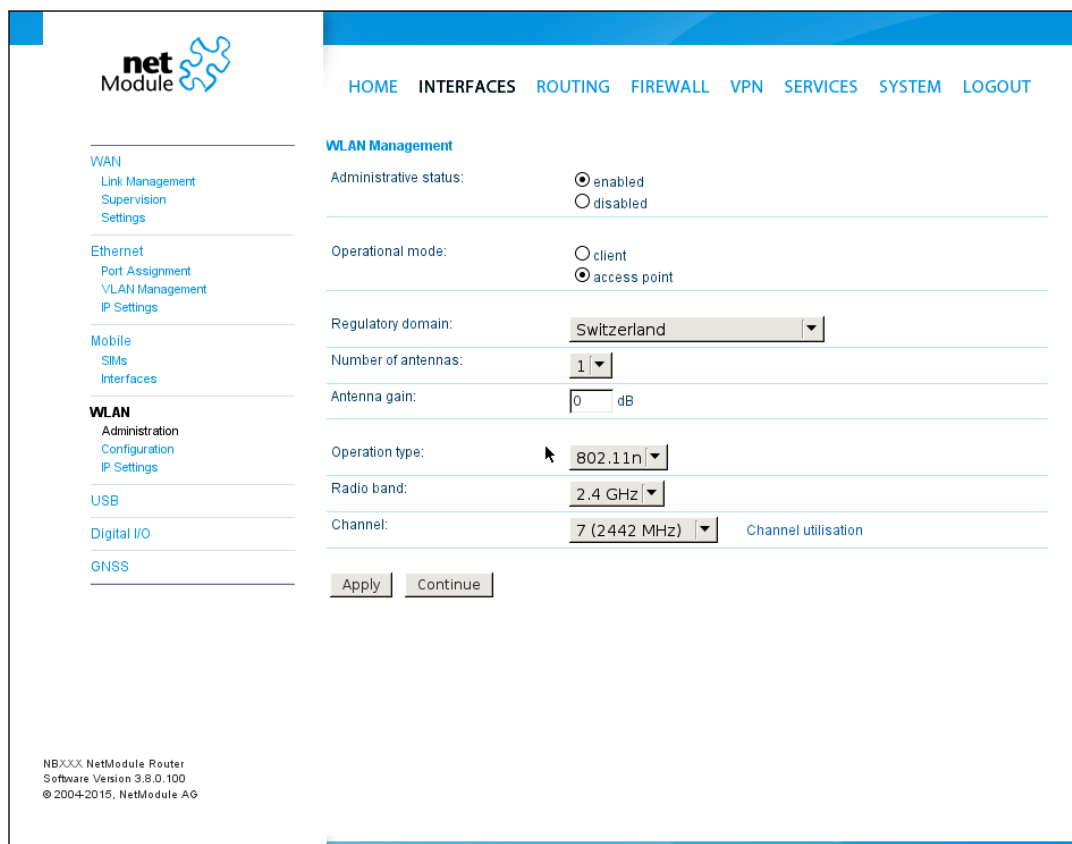 net
Module
HOME INTERFACES ROUTING FIREWALL VPN SERVICES SYSTEM LOGOUT
WAN
Link Management
Supervision
Settings
Ethernet
Port Assignment
VLAN Management
IP Settings
Mobile
SIMs
Interfaces
WLAN
Administration
Configuration
IP Settings
USB
Digital I/O
GNSS
WLAN Management
Administrative status: enabled
disabled
Operational mode: client
access point
Regulatory domain: Switzerland
Number of antennas: 1
Antenna gain: 0 dB
Operation type: 802.11n
Radio band: 2.4 GHz
Channel: 7 (2442 MHz) Channel utilisation
Apply Continue
NBXXX NetModule Router
Software Version 3.8.0.100
© 2004-2015, NetModule AG